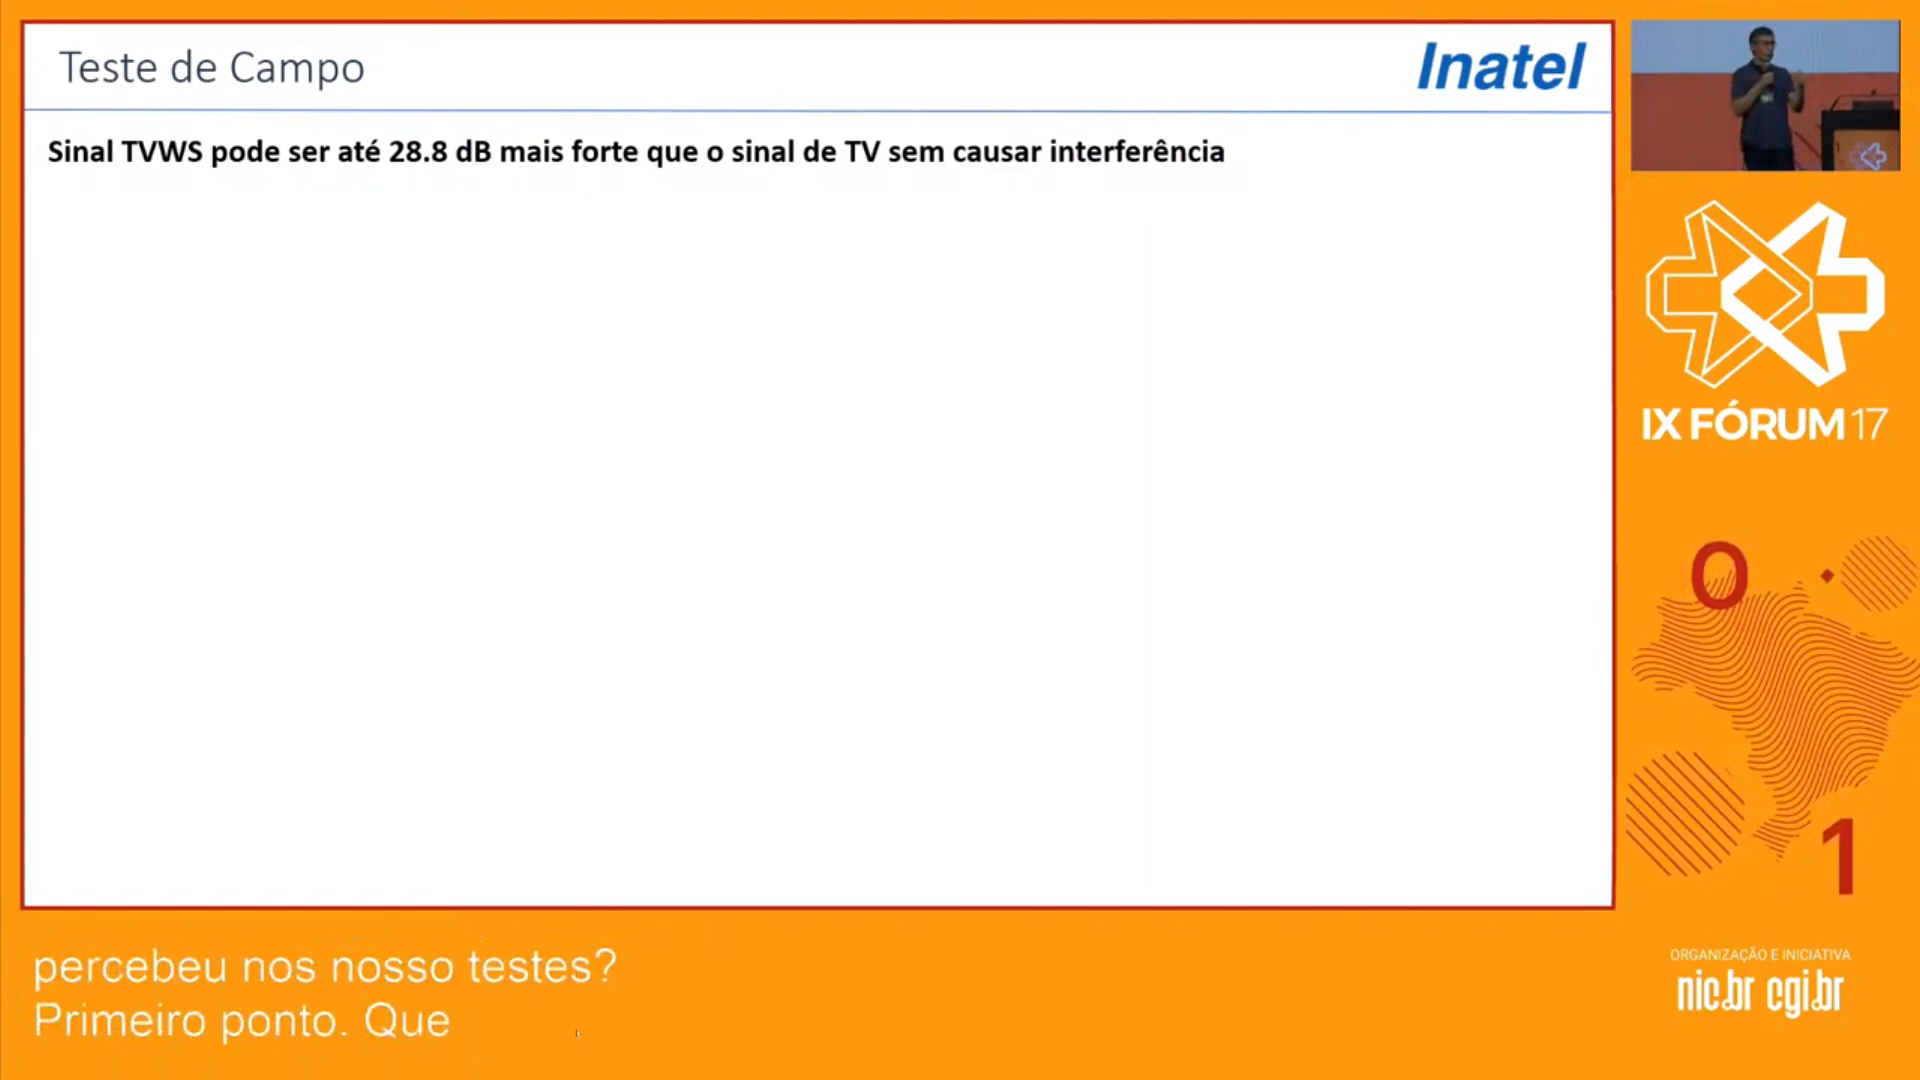 Teste de Campo
Inatel
Sinal TVWS pode ser até 28.8 dB mais forte que o sinal de TV sem causar interferência
IX FÓRUM 17
0
1
percebeu nos nosso testes?
Primeiro ponto. Que
ORGANIZAÇÃO E INICIATIVA
nic.br cgi.br